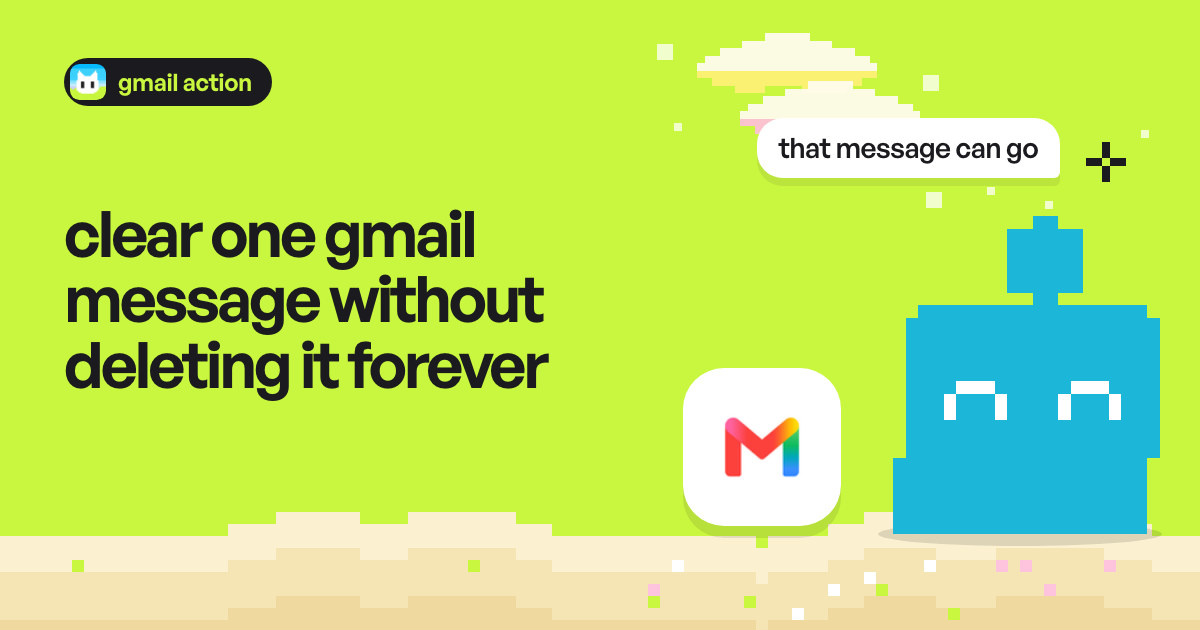 gmail action
that message can go
clear one gmail
message without
deleting it forever